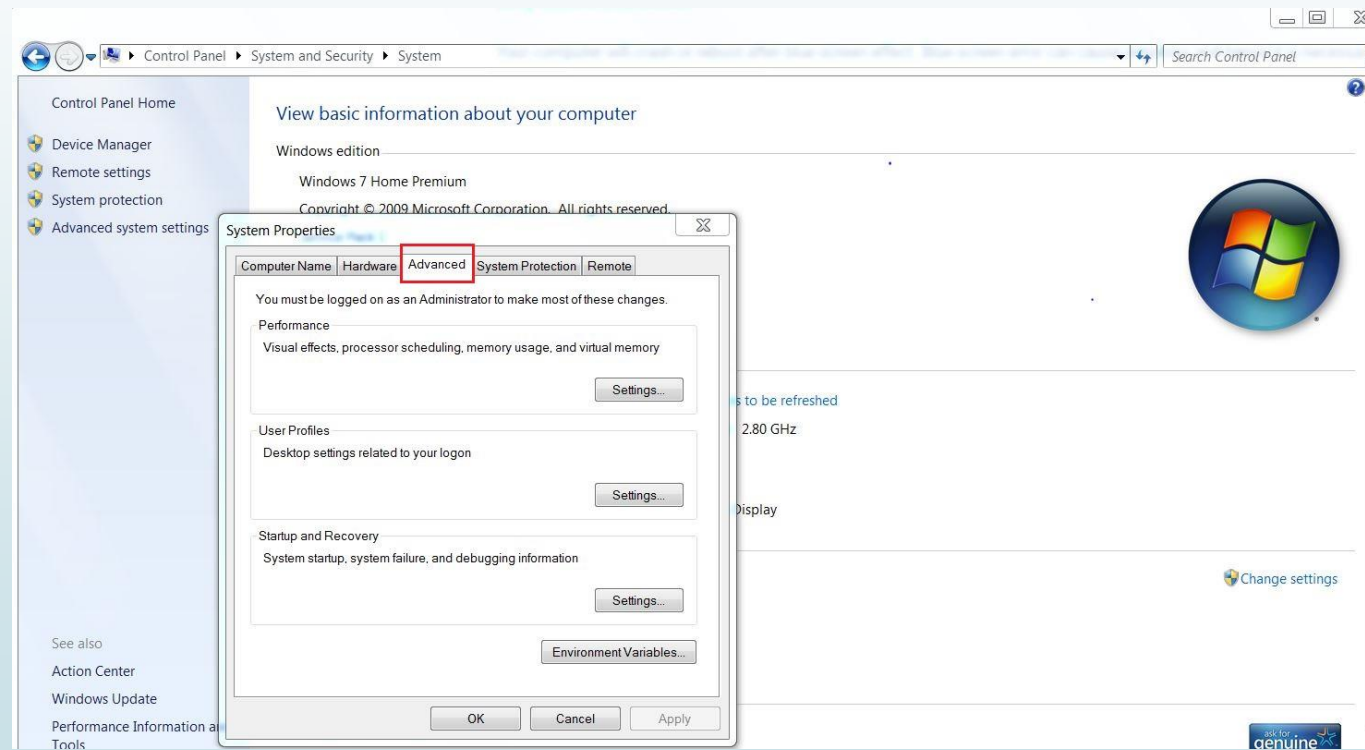 Control Panel ▸ System and Security ▸ System
Search Control Panel
Control Panel Home
Device Manager
Remote settings
System protection
Advanced system settings
See also
Action Center
Windows Update
Performance Information
Tools
View basic information about your computer
Windows edition
Windows 7 Home Premium
Copyright © 2009 Microsoft Corporation. All rights reserved.
System Properties
Computer Name Hardware Advanced System Protection Remote
You must be logged on as an Administrator to make most of these changes.
Performance
Visual effects, processor scheduling, memory usage, and virtual memory
Settings...
User Profiles
Desktop settings related to your logon
Settings...
Startup and Recovery
System startup, system failure, and debugging information
Settings...
Environment Variables...
OK Cancel Apply
to be refreshed
2.80 GHz
Display
Change settings
ask for
genuine